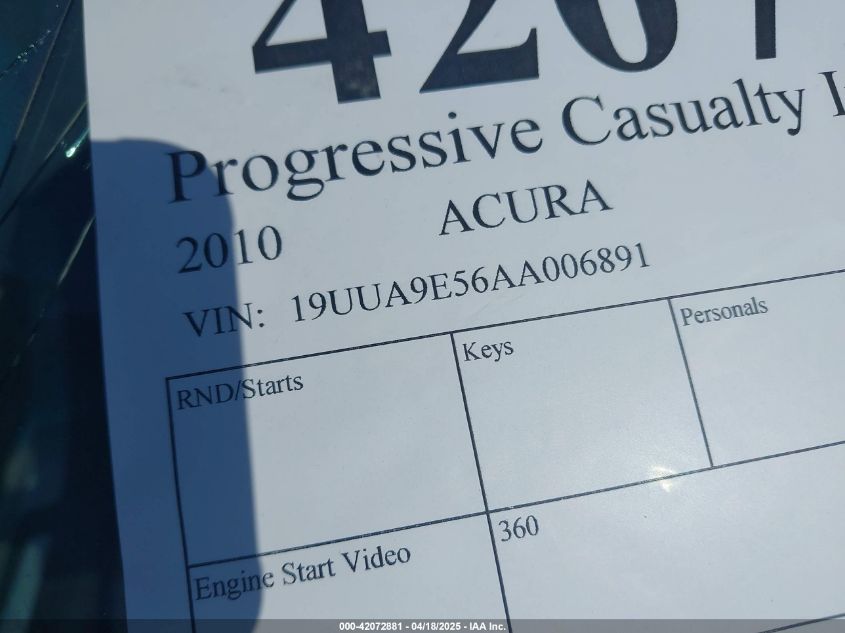 4207
Progressive Casualty I
2010 ACURA
VIN: 19UUA9E56AA006891
RND/Starts Keys Personals
Engine Start Video 360
000-42072881 - 04/18/2025 - IAA Inc.